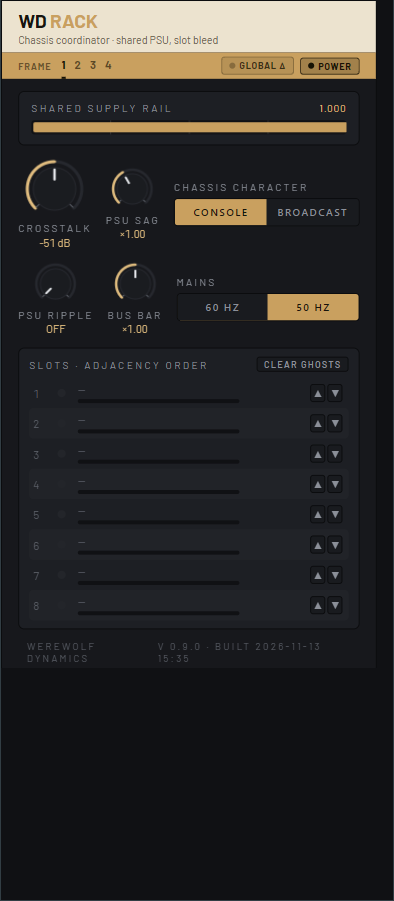 WD RACK
Chassis coordinator · shared PSU, slot bleed
FRAME 1 2 3 4 GLOBAL Δ POWER
SHARED SUPPLY RAIL 1.000
CROSSTALK
-51 dB
PSU SAG
×1.00
CHASSIS CHARACTER
CONSOLE BROADCAST
PSU RIPPLE
OFF
BUS BAR
×1.00
MAINS
60 HZ 50 HZ
SLOTS · ADJACENCY ORDER CLEAR GHOSTS
1 — ▲ ▼
2 — ▲ ▼
3 — ▲ ▼
4 — ▲ ▼
5 — ▲ ▼
6 — ▲ ▼
7 — ▲ ▼
8 — ▲ ▼
WEREWOLF
DYNAMICS
V 0.9.0 · BUILT 2026-11-13
15:35